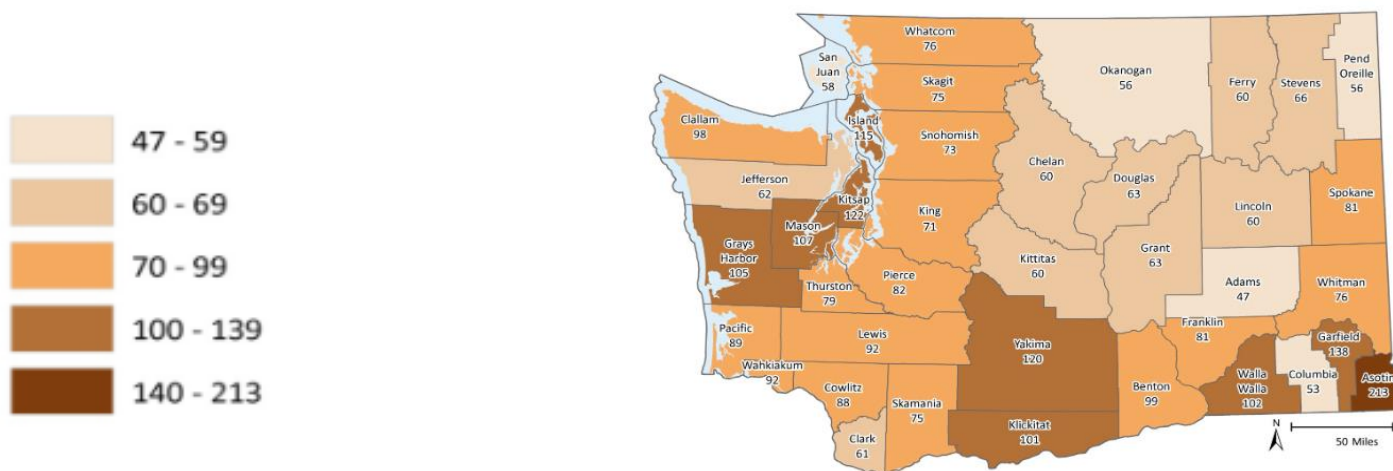 47 - 59
60 - 69
70 - 99
100 - 139
140 - 213
Whatcom
76
San
Juan
58
Skagit
75
Okanogan
56
Ferry
60
Stevens
66
Pend
Oreille
56
Clallam
98
Island
115
Snohomish
73
Chelan
60
Douglas
63
Jefferson
62
Kitsap
122
King
71
Lincoln
60
Spokane
81
Mason
107
Grays
Harbor
105
Kittitas
60
Grant
63
Pierce
82
Thurston
79
Adams
47
Whitman
76
Pacific
89
Lewis
92
Yakima
120
Franklin
81
Garfield
138
Wahkiakum
92
Cowlitz
88
Skamania
75
Benton
99
Walla
Walla
102
Columbia
53
Asotin
213
Klickitat
101
Clark
61
N
50 Miles